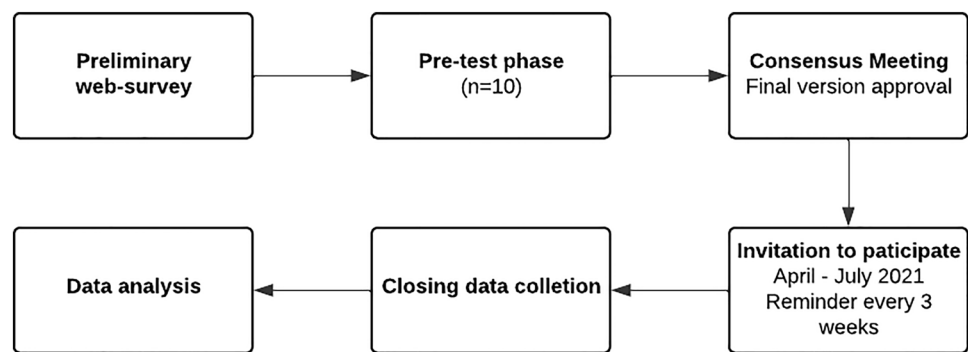 Preliminary
web-survey
Pre-test phase
(n=10)
Consensus Meeting
Final version approval
Invitation to paticipate
April - July 2021
Reminder every 3
weeks
Closing data colletion
Data analysis